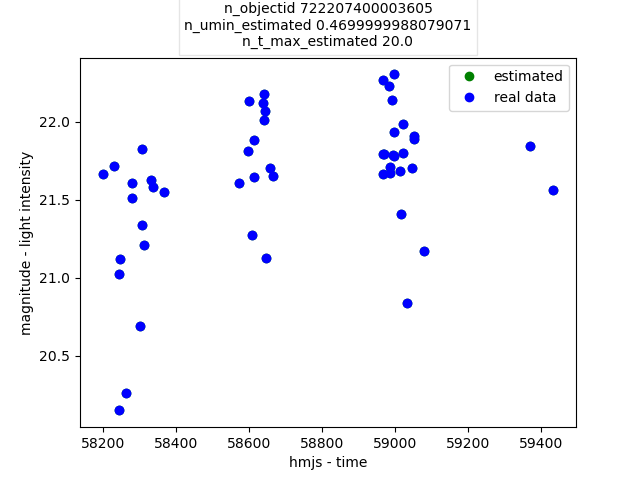 n_objectid 722207400003605
n_umin_estimated 0.4699999988079071
n_t_max_estimated 20.0
estimated
real data
22.0
21.5
21.0
20.5
magnitude - light intensity
58200 58400 58600 58800 59000 59200 59400
hmjs - time